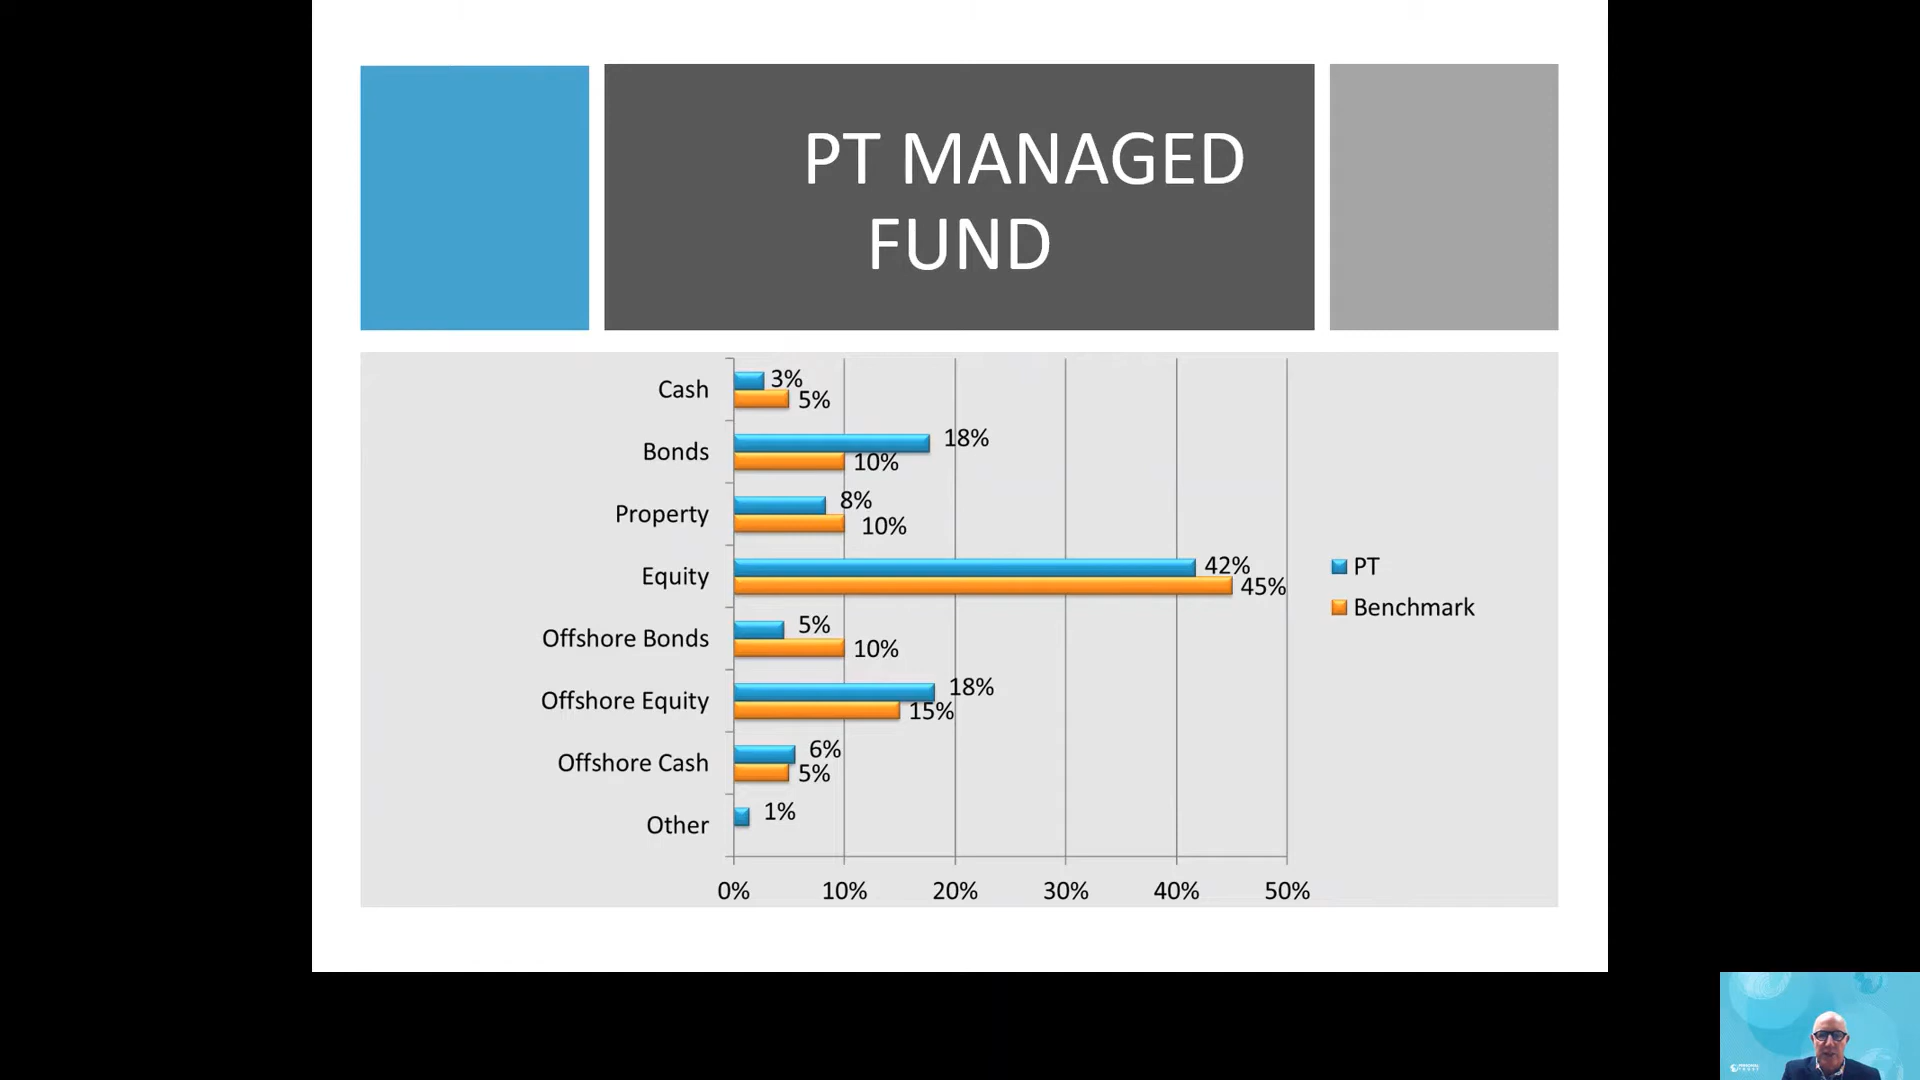 PT MANAGED
FUND
Cash
3%
5%
Bonds
18%
10%
Property
8%
10%
Equity
42%
45%
Offshore Bonds
5%
10%
Offshore Equity
18%
15%
Offshore Cash
6%
5%
Other
1%
0% 10% 20% 30% 40% 50%
PT
Benchmark